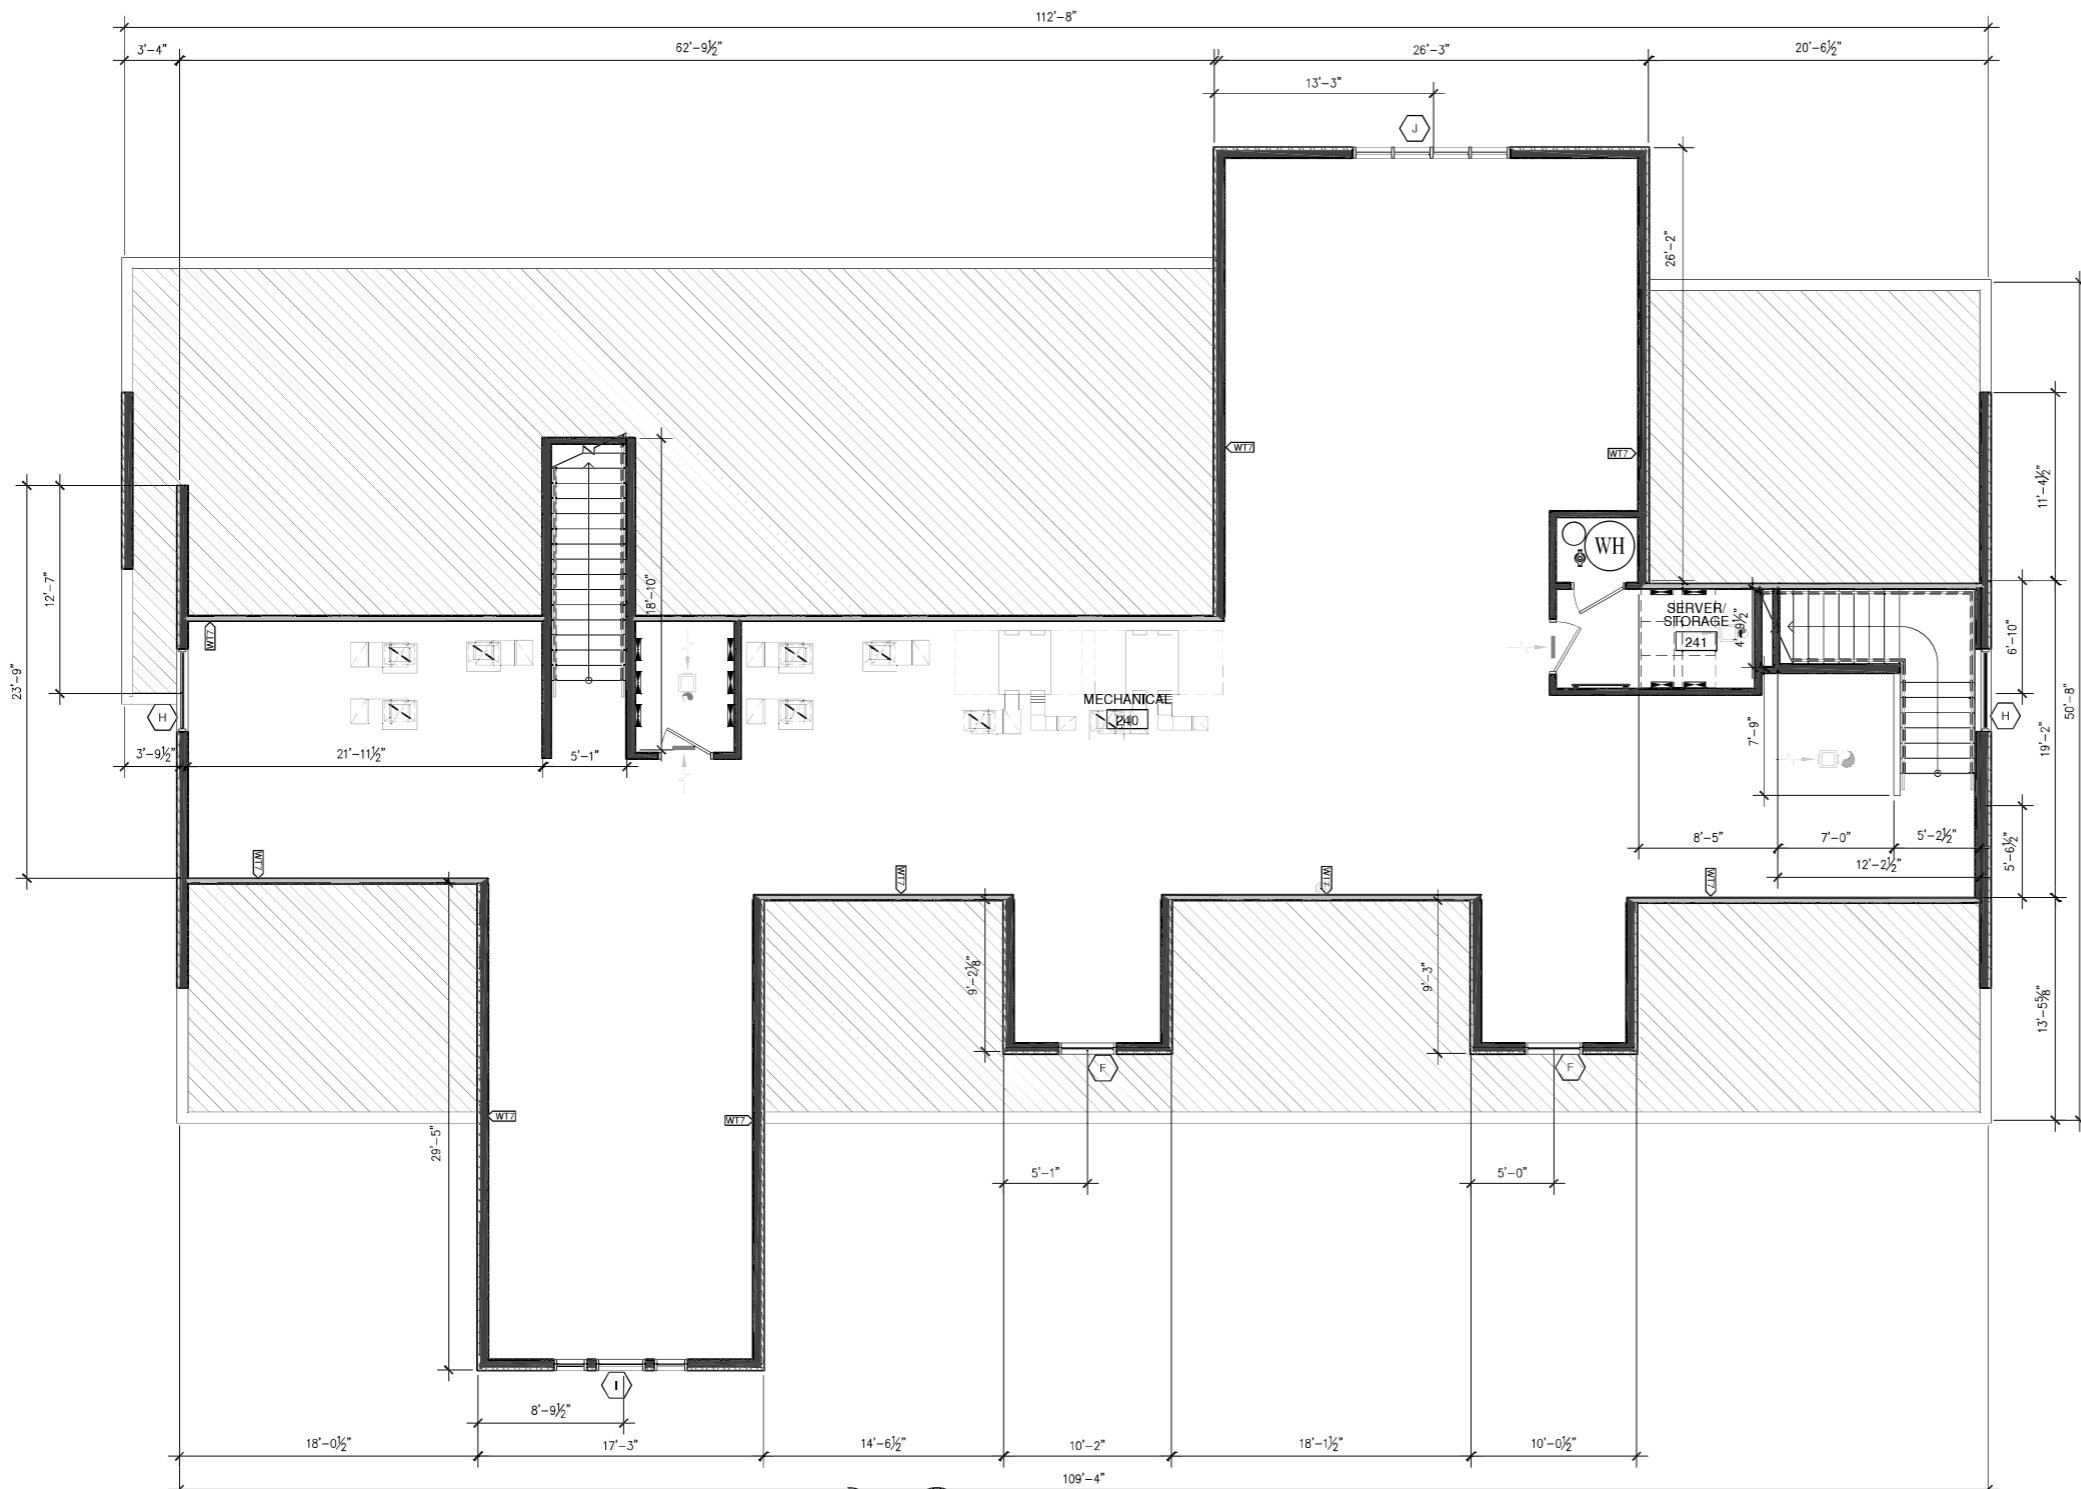 112'-8"
3'-4" 62'-9½" 26'-3" 20'-6½"
13'-3"
J
26'-2"
WT7
WT7
11'-4½"
WH
12'-7"
18'-10"
SERVER/
STORAGE
241
4'-9½"
6'-10"
WT7
23'-9"
MECHANICAL
240
H
H
50'-8"
19'-2"
7'-9"
3'-9½" 21'-11½" 5'-1"
8'-5" 7'-0" 5'-2½"
5'-6½"
12'-2½"
WT7
WT7
WT7
WT7
9'-2⅛"
9'-3"
13'-5⅝"
F
F
WT7
WT7
29'-5"
5'-1"
5'-0"
I
8'-9½"
18'-0½" 17'-3" 14'-6½" 10'-2" 18'-1½" 10'-0½"
109'-4"